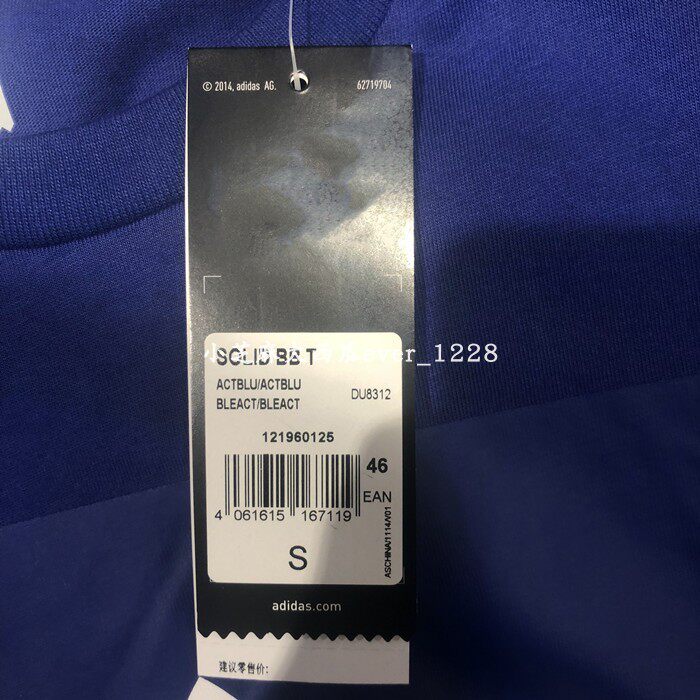 © 2014, adidas AG.
62719704
SOLID BB T
ever_1228
ACTBLU/ACTBLU
BLEACT/BLEACT
DU8312
121960125
46
EAN
4 061615 167119
ASCHINA/1114/V01
S
adidas.com
建议零售价: